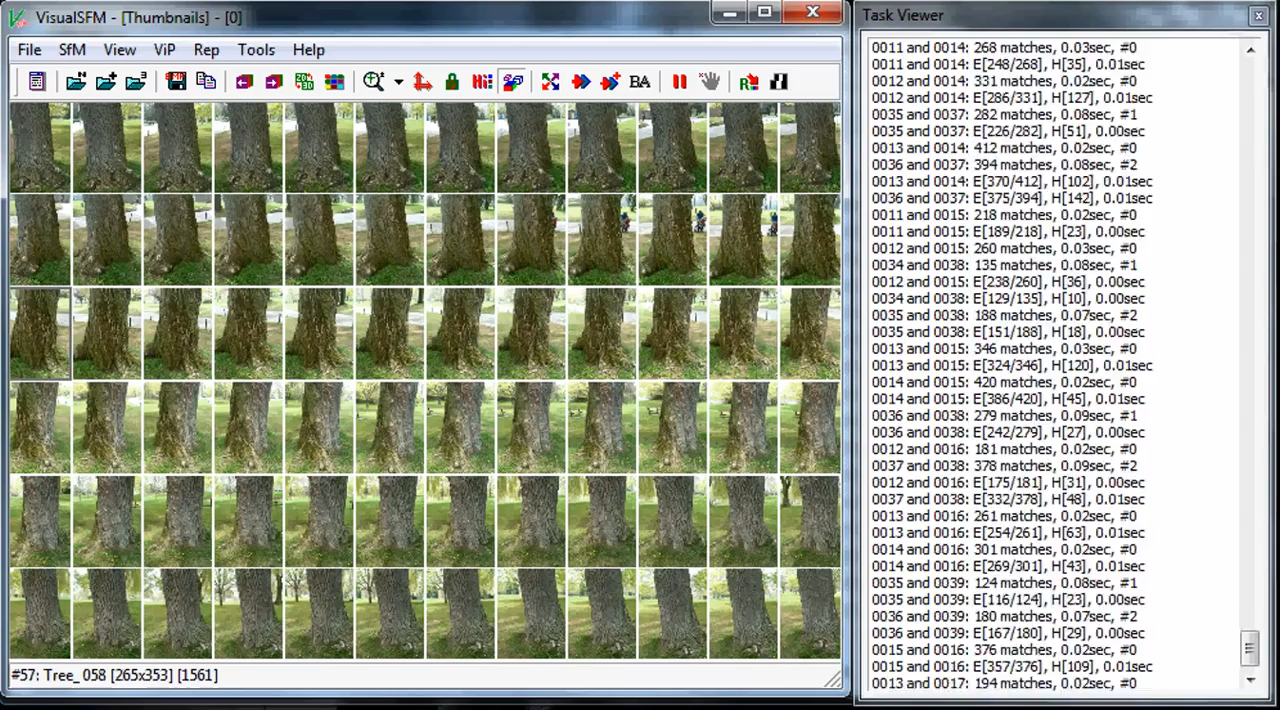 VisualSFM - [Thumbnails] - [0]
File SfM View ViP Rep Tools Help
BA
#57: Tree_ 058 [265x353] [1561]
Task Viewer
0011 and 0014: 268 matches, 0.03sec, #0
0011 and 0014: E[248/268], H[35], 0.01sec
0012 and 0014: 331 matches, 0.02sec, #0
0012 and 0014: E[286/331], H[127], 0.01sec
0035 and 0037: 282 matches, 0.08sec, #1
0035 and 0037: E[226/282], H[51], 0.00sec
0013 and 0014: 412 matches, 0.02sec, #0
0036 and 0037: 394 matches, 0.08sec, #2
0013 and 0014: E[370/412], H[102], 0.01sec
0036 and 0037: E[375/394], H[142], 0.01sec
0011 and 0015: 218 matches, 0.02sec, #0
0011 and 0015: E[189/218], H[23], 0.00sec
0012 and 0015: 260 matches, 0.03sec, #0
0034 and 0038: 135 matches, 0.08sec, #1
0012 and 0015: E[238/260], H[36], 0.00sec
0034 and 0038: E[129/135], H[10], 0.00sec
0035 and 0038: 188 matches, 0.07sec, #2
0035 and 0038: E[151/188], H[18], 0.00sec
0013 and 0015: 346 matches, 0.03sec, #0
0013 and 0015: E[324/346], H[120], 0.01sec
0014 and 0015: 420 matches, 0.02sec, #0
0014 and 0015: E[386/420], H[45], 0.01sec
0036 and 0038: 279 matches, 0.09sec, #1
0036 and 0038: E[242/279], H[27], 0.00sec
0012 and 0016: 181 matches, 0.02sec, #0
0037 and 0038: 378 matches, 0.09sec, #2
0012 and 0016: E[175/181], H[31], 0.00sec
0037 and 0038: E[332/378], H[48], 0.01sec
0013 and 0016: 261 matches, 0.02sec, #0
0013 and 0016: E[254/261], H[63], 0.01sec
0014 and 0016: 301 matches, 0.02sec, #0
0014 and 0016: E[269/301], H[43], 0.01sec
0035 and 0039: 124 matches, 0.08sec, #1
0035 and 0039: E[116/124], H[23], 0.00sec
0036 and 0039: 180 matches, 0.07sec, #2
0036 and 0039: E[167/180], H[29], 0.00sec
0015 and 0016: 376 matches, 0.02sec, #0
0015 and 0016: E[357/376], H[109], 0.01sec
0013 and 0017: 194 matches, 0.02sec, #0